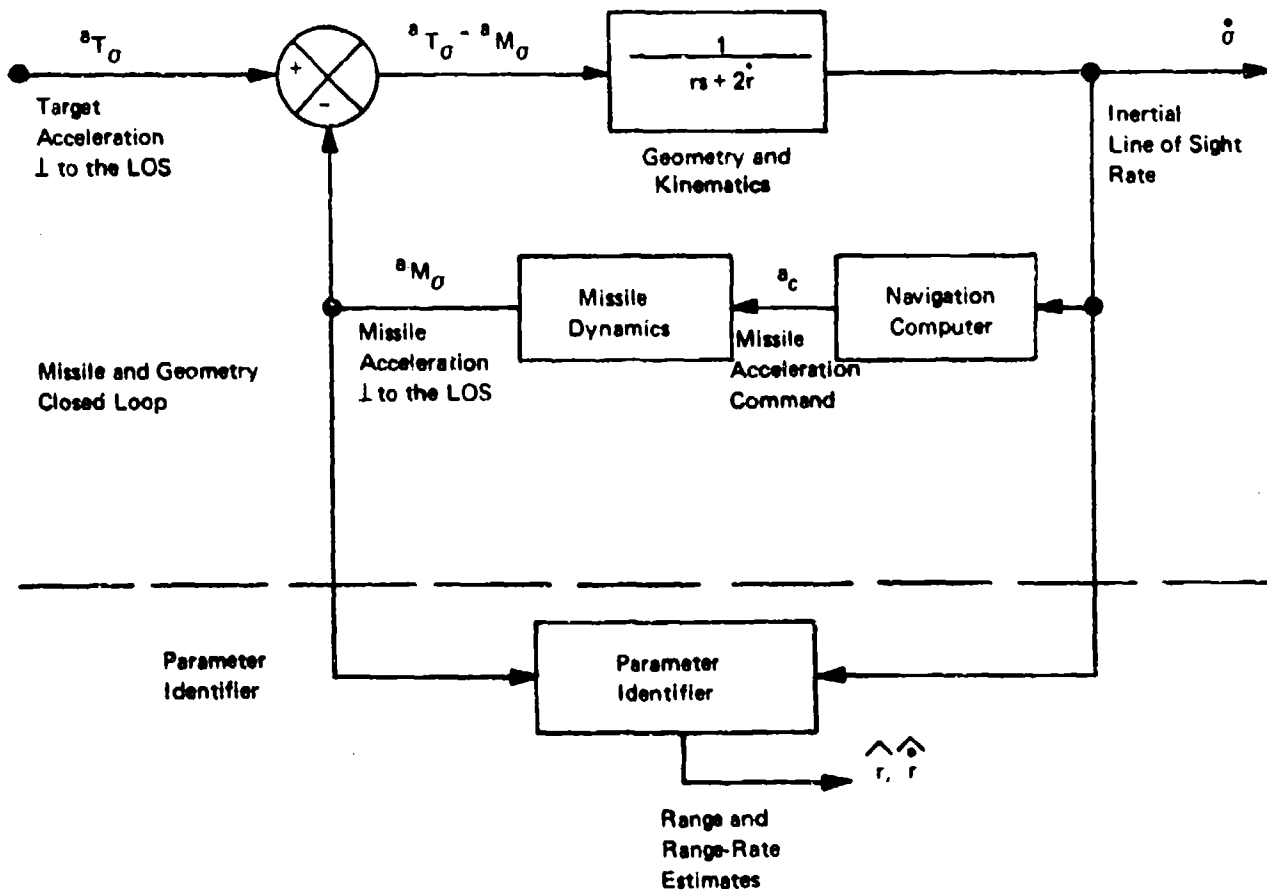 aTσ
+
-
aTσ - aMσ
1
rs + 2ṙ
σ̇
Target
Acceleration
⊥ to the LOS
Geometry and
Kinematics
Inertial
Line of Sight
Rate
aMσ
Missile
Dynamics
ac
Navigation
Computer
Missile
Acceleration
⊥ to the LOS
Missile
Acceleration
Command
Missile and Geometry
Closed Loop
Parameter
Identifier
Parameter
Identifier
r̂, ṙ̂
Range and
Range-Rate
Estimates